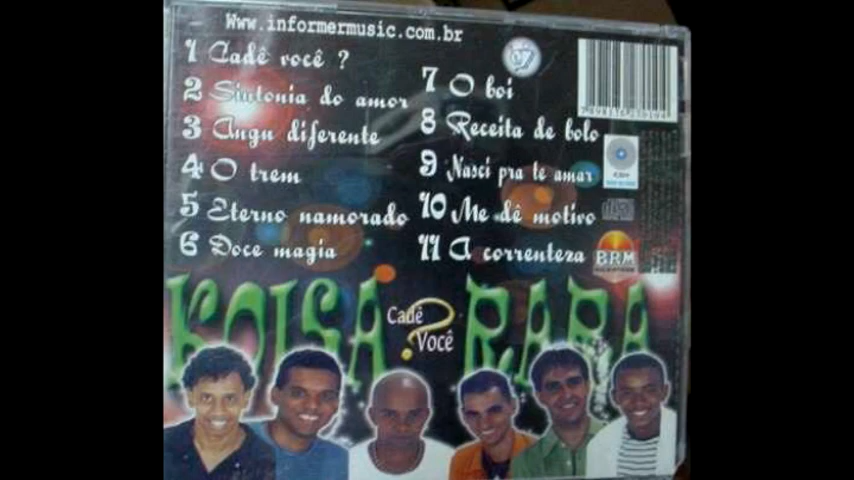 Www.informermusic.com.br
1 Cadê você ?
2 Sintonia do amor
3 Angu diferente
4 O trem
5 Eterno namorado
6 Doce magia
7 O boi
8 Receita de bolo
9 Nasci pra te amar
10 Me dê motivo
11 A correnteza
BRM
KOISA RARA
Cadê
?
Você